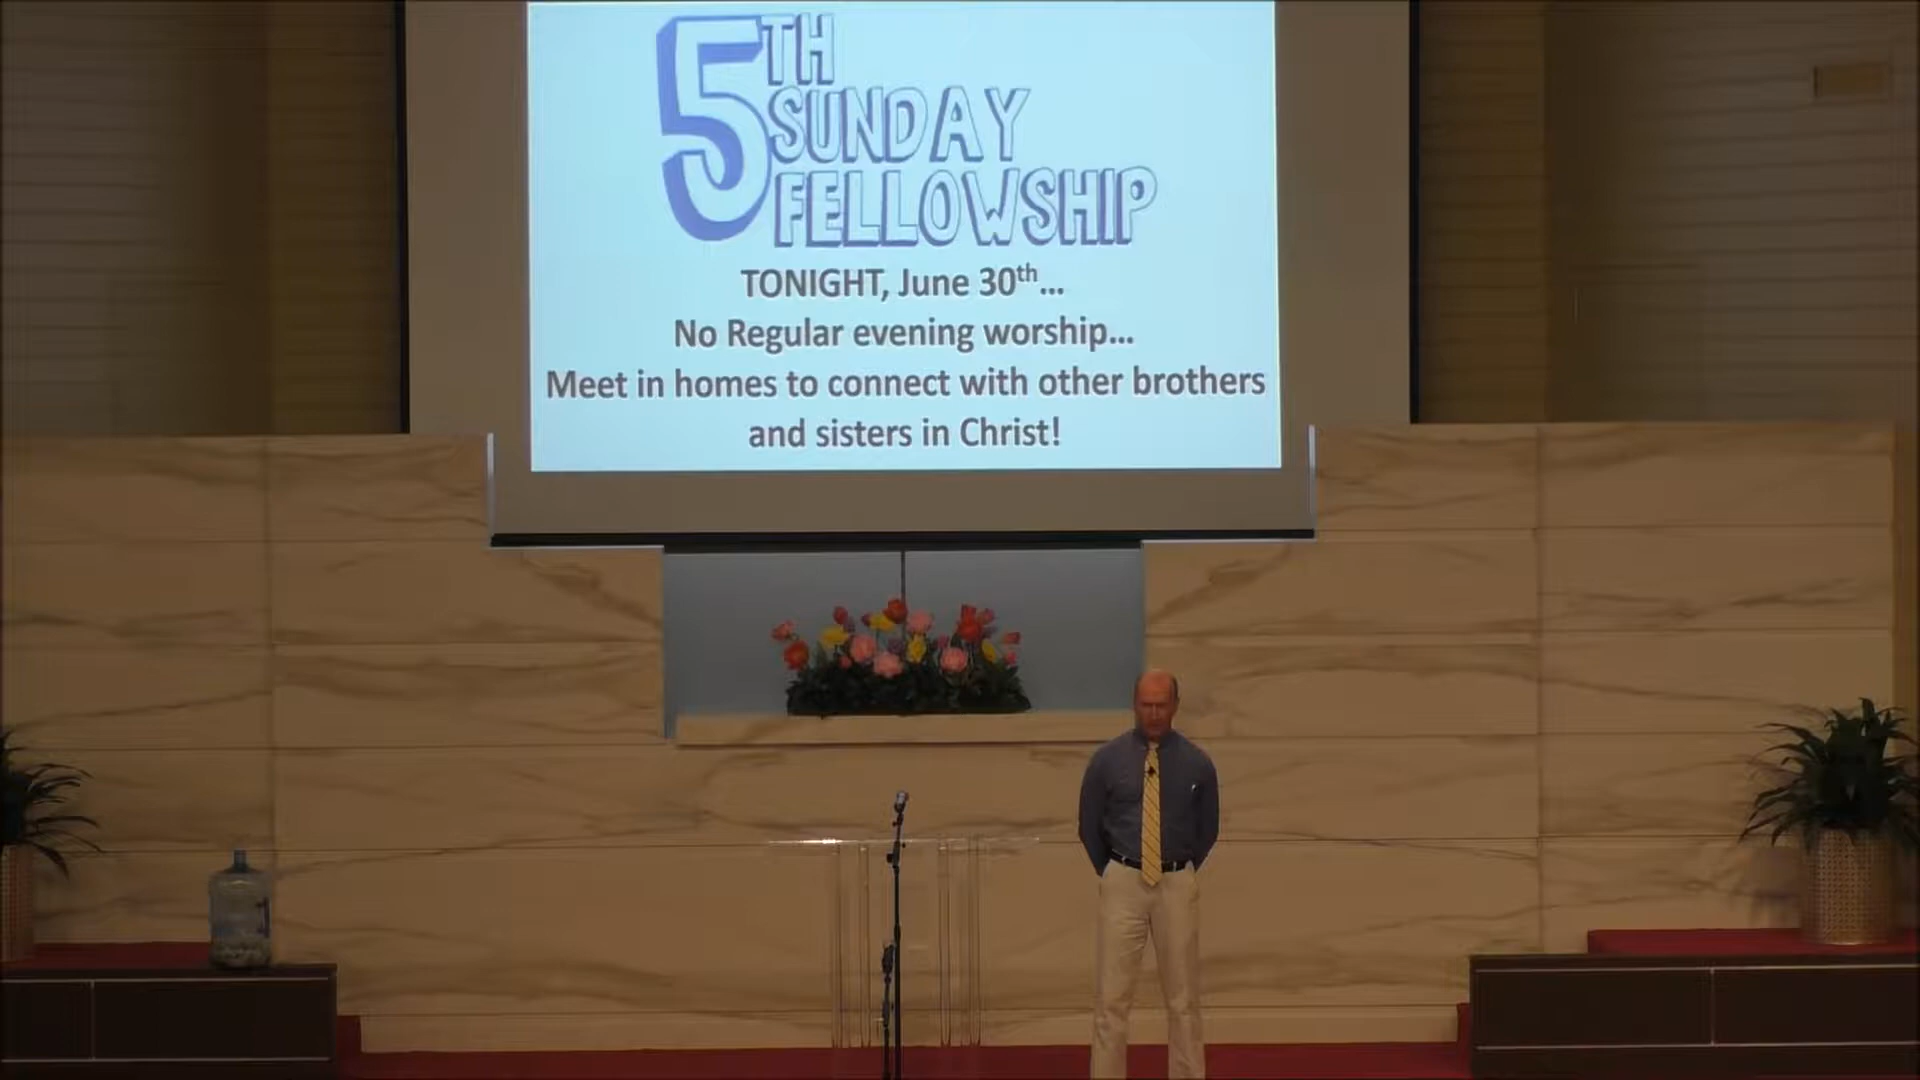 5TH
SUNDAY
FELLOWSHIP
TONIGHT, June 30th...
No Regular evening worship...
Meet in homes to connect with other brothers
and sisters in Christ!